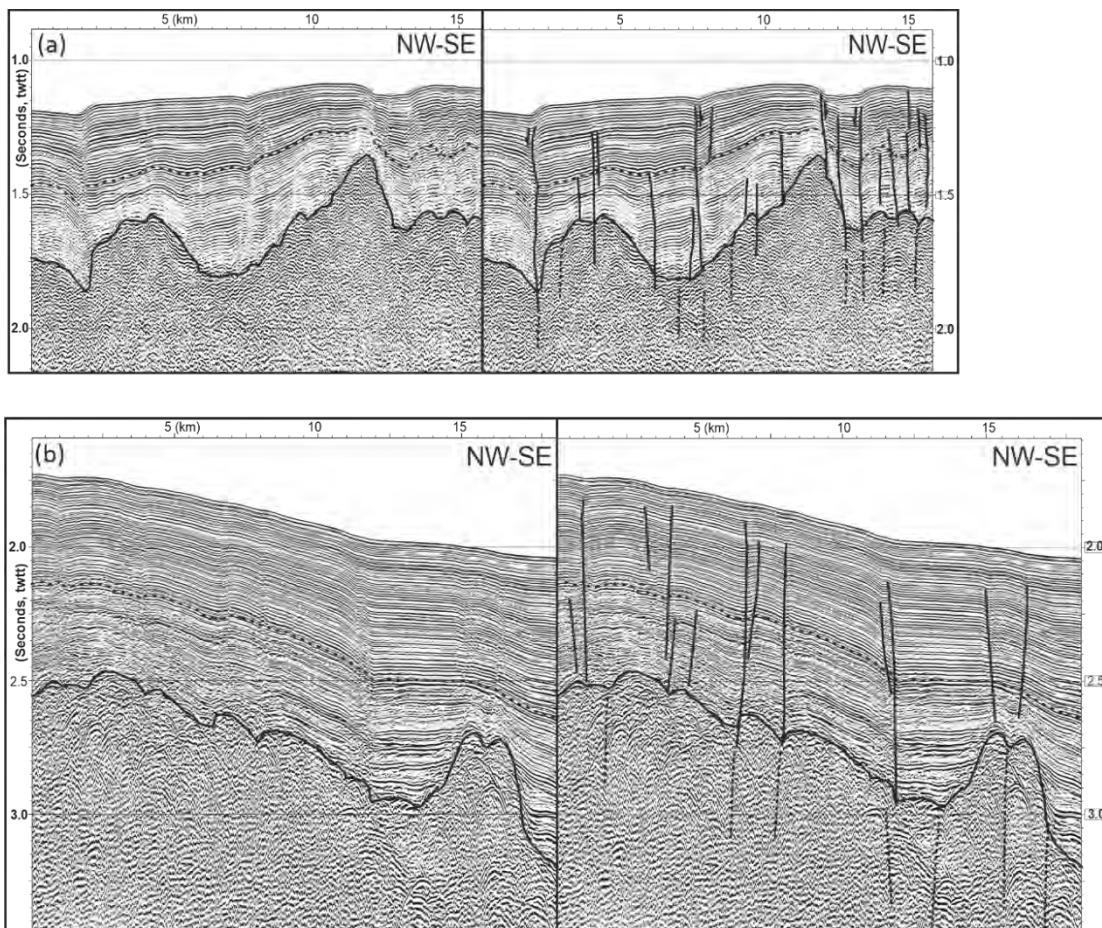 5 (km) 10 15 5 10 15
(a) NW-SE NW-SE
1.0 1.0
(Seconds, twtt)
1.5 1.5
2.0 2.0
5 (km) 10 15 5 (km) 10 15
(b) NW-SE NW-SE
2.0 2.0
(Seconds, twtt)
2.5 2.5
3.0 3.0